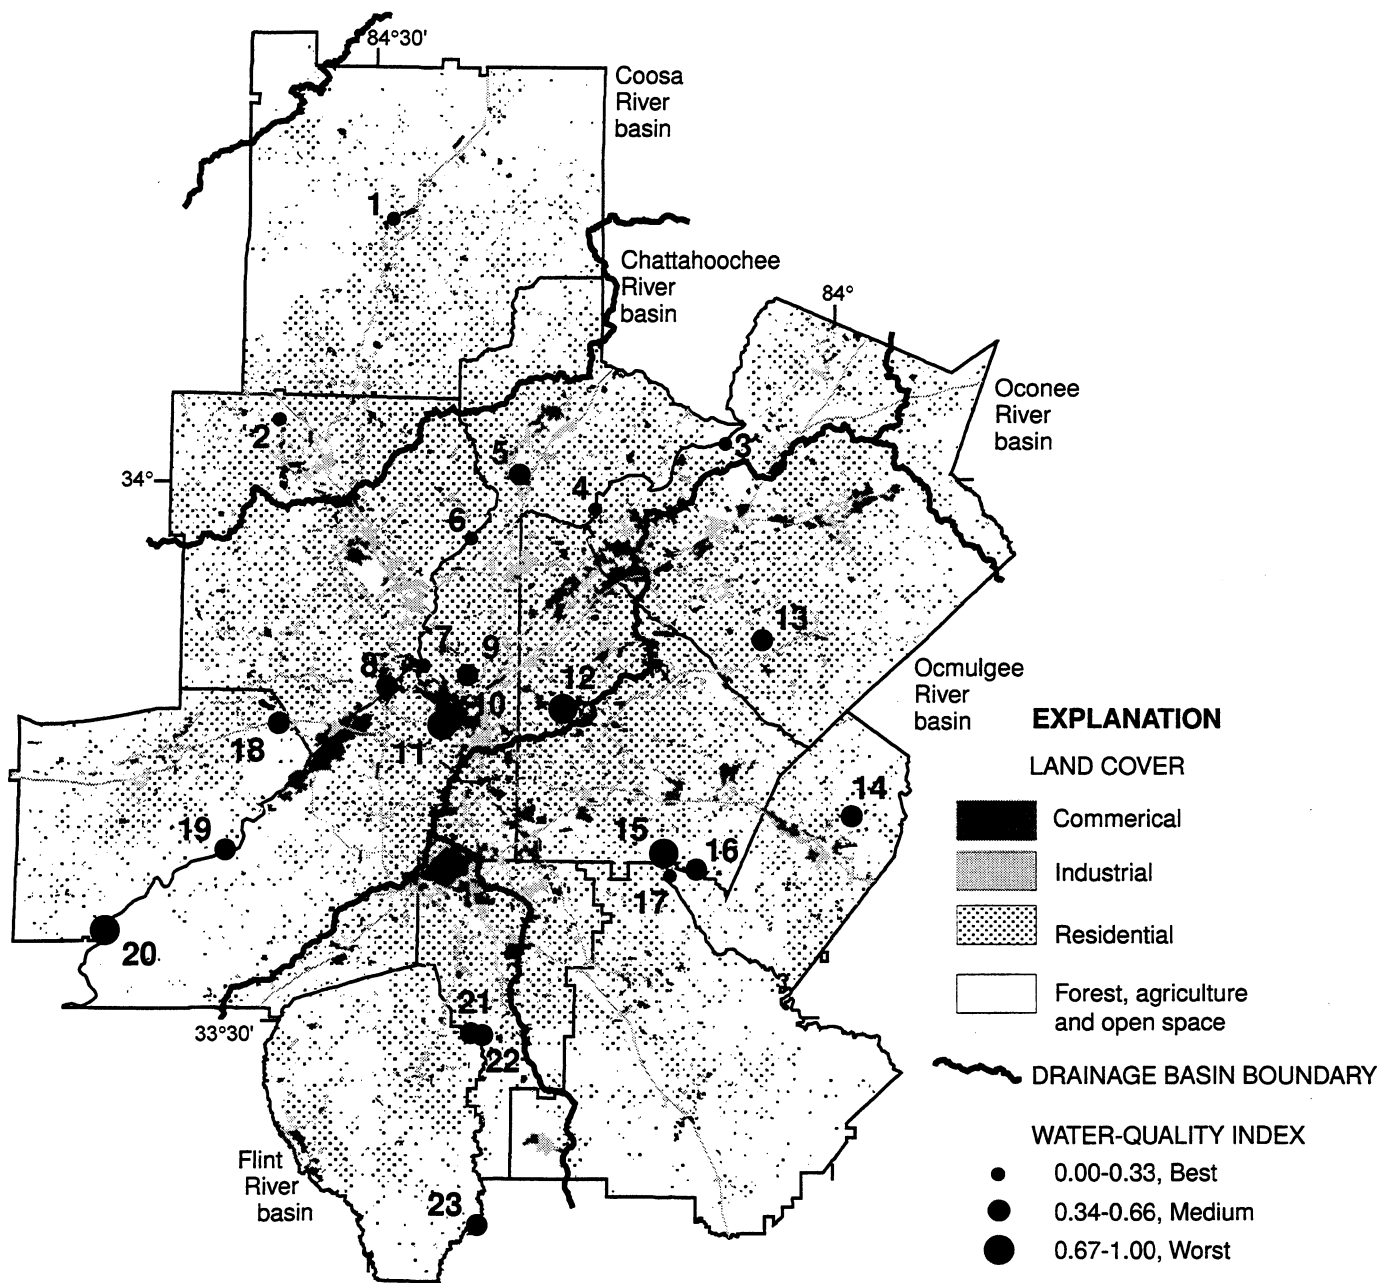 84°30'
Coosa
River
basin
1
Chattahoochee
River
basin
84°
Oconee
River
basin
2
3
5
34°
4
6
13
7
9
8
Ocmulgee
River
basin
12
10
11
18
EXPLANATION
LAND COVER
14
Commerical
19
15
16
Industrial
17
Residential
20
Forest, agriculture
and open space
21
33°30'
22
DRAINAGE BASIN BOUNDARY
WATER-QUALITY INDEX
Flint
River
basin
0.00-0.33, Best
23
0.34-0.66, Medium
0.67-1.00, Worst